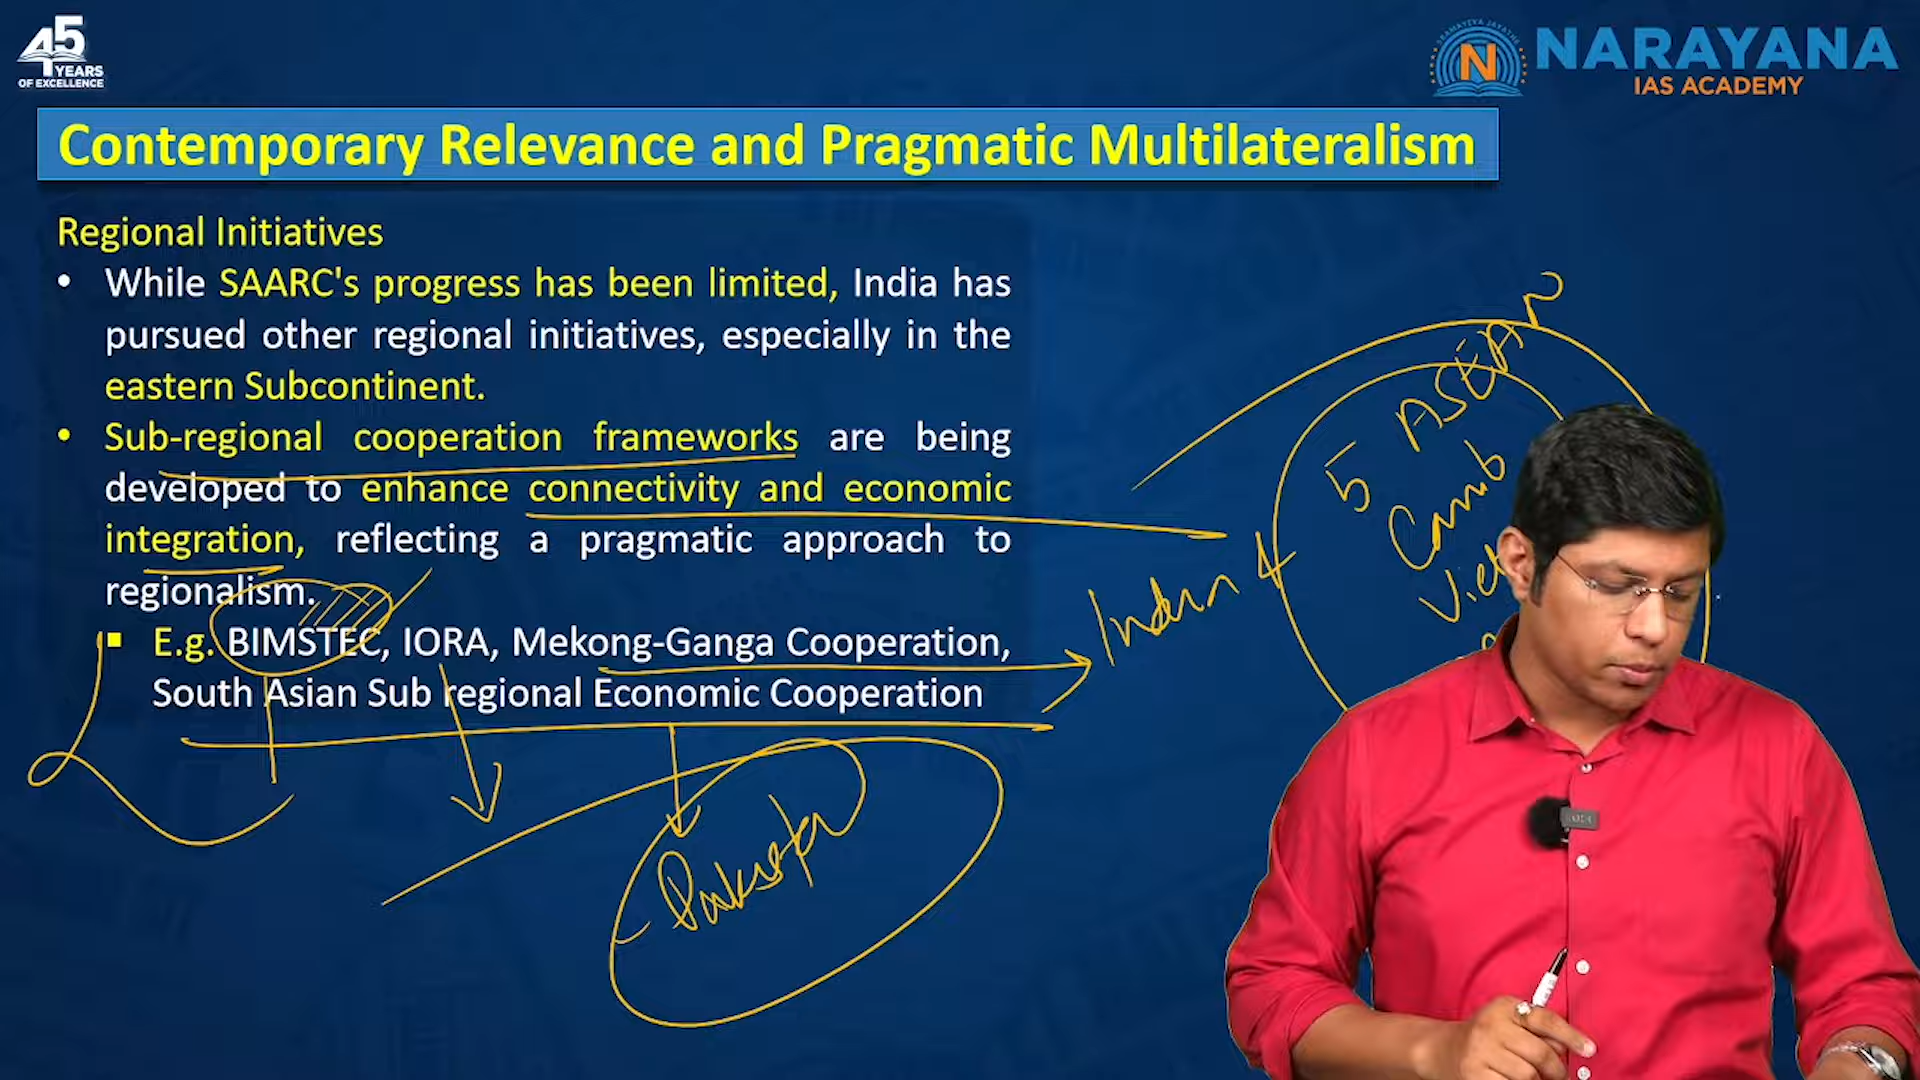 45
YEARS
OF EXCELLENCE
NARAYANA
IAS ACADEMY
Contemporary Relevance and Pragmatic Multilateralism
Regional Initiatives
• While SAARC's progress has been limited, India has
pursued other regional initiatives, especially in the
eastern Subcontinent.
• Sub-regional cooperation frameworks are being
developed to enhance connectivity and economic
integration, reflecting a pragmatic approach to
regionalism.
▪ E.g. BIMSTEC, IORA, Mekong-Ganga Cooperation,
South Asian Sub regional Economic Cooperation
India +
5 ASEAN
Camb
Viet
Pakistan